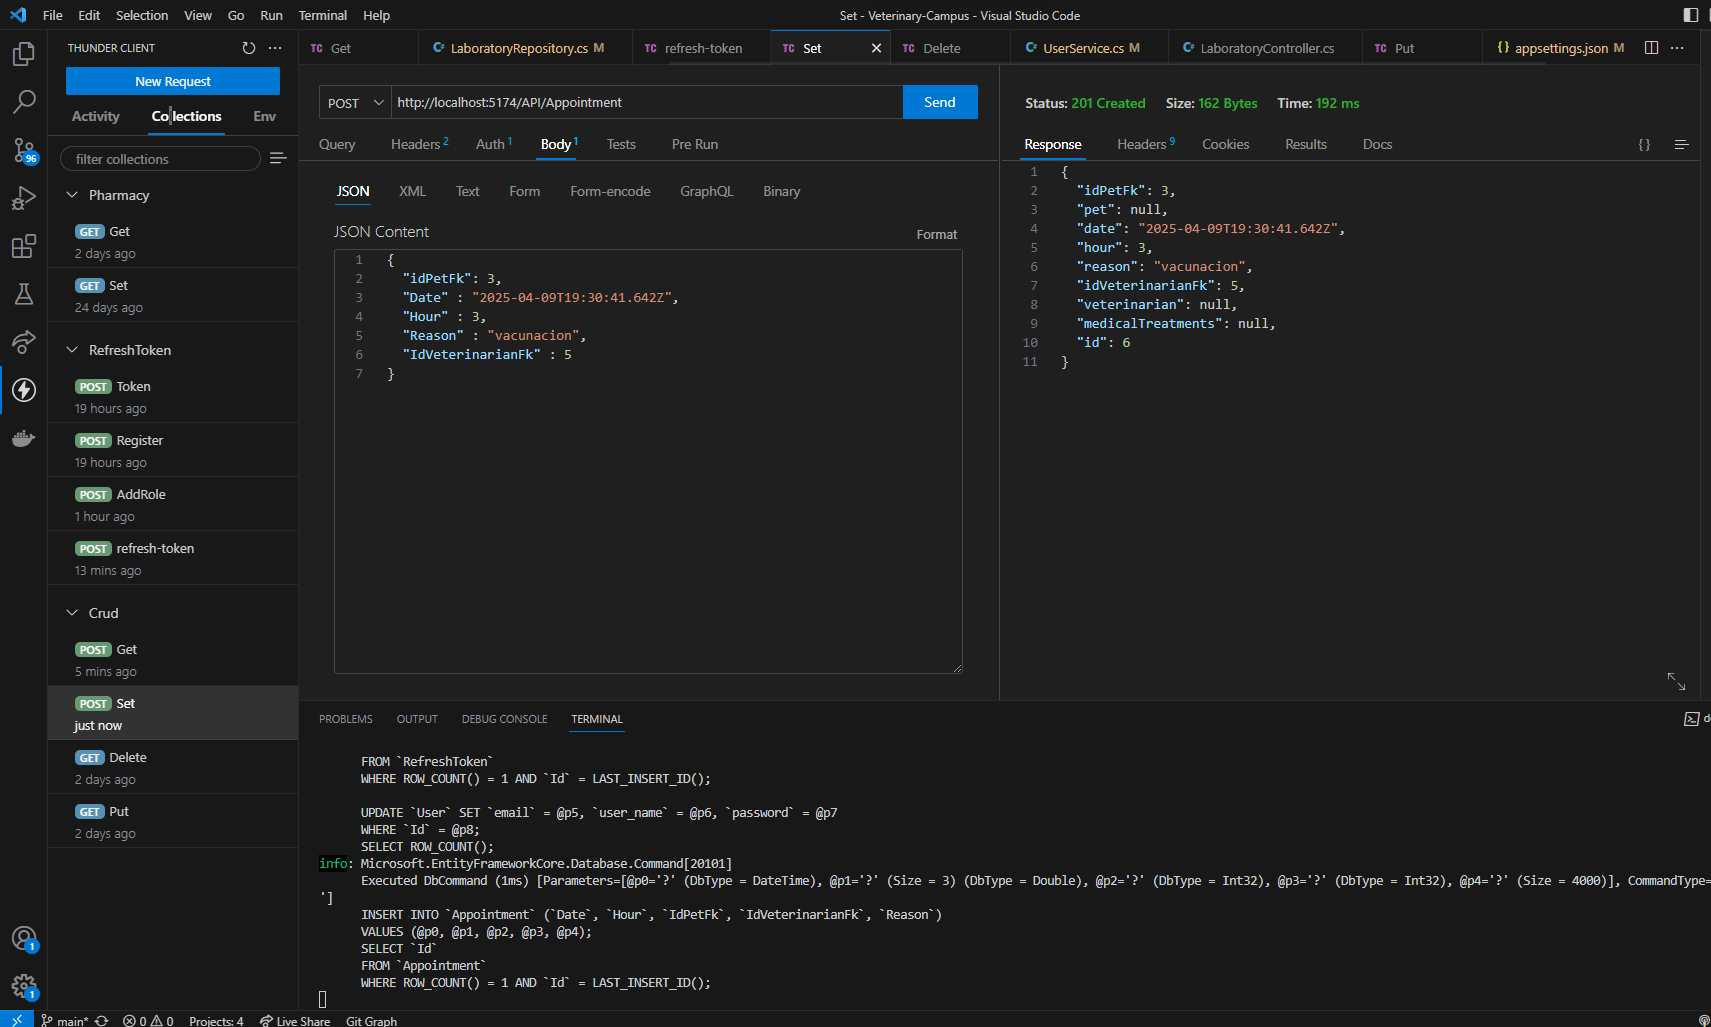 File Edit Selection View Go Run Terminal Help
Set - Veterinary-Campus - Visual Studio Code
THUNDER CLIENT
New Request
Activity Collections Env
filter collections
Pharmacy
GET Get
2 days ago
GET Set
24 days ago
RefreshToken
POST Token
19 hours ago
POST Register
19 hours ago
POST AddRole
1 hour ago
POST refresh-token
13 mins ago
Crud
POST Get
5 mins ago
POST Set
just now
GET Delete
2 days ago
GET Put
2 days ago
96
1
1
TC Get
C# LaboratoryRepository.cs M
TC refresh-token
TC Set
TC Delete
C# UserService.cs M
C# LaboratoryController.cs
TC Put
{} appsettings.json M
POST http://localhost:5174/API/Appointment Send
Query Headers 2 Auth 1 Body 1 Tests Pre Run
JSON XML Text Form Form-encode GraphQL Binary
JSON Content
Format
1 {
2 "idPetFk": 3,
3 "Date" : "2025-04-09T19:30:41.642Z",
4 "Hour" : 3,
5 "Reason" : "vacunacion",
6 "IdVeterinarianFk" : 5
7 }
Status: 201 Created Size: 162 Bytes Time: 192 ms
Response Headers 9 Cookies Results Docs
{ }
1 {
2 "idPetFk": 3,
3 "pet": null,
4 "date": "2025-04-09T19:30:41.642Z",
5 "hour": 3,
6 "reason": "vacunacion",
7 "idVeterinarianFk": 5,
8 "veterinarian": null,
9 "medicalTreatments": null,
10 "id": 6
11 }
PROBLEMS OUTPUT DEBUG CONSOLE TERMINAL
FROM `RefreshToken`
WHERE ROW_COUNT() = 1 AND `Id` = LAST_INSERT_ID();
UPDATE `User` SET `email` = @p5, `user_name` = @p6, `password` = @p7
WHERE `Id` = @p8;
SELECT ROW_COUNT();
info: Microsoft.EntityFrameworkCore.Database.Command[20101]
Executed DbCommand (1ms) [Parameters=[@p0='?' (DbType = DateTime), @p1='?' (Size = 3) (DbType = Double), @p2='?' (DbType = Int32), @p3='?' (DbType = Int32), @p4='?' (Size = 4000)], CommandType=
']
INSERT INTO `Appointment` (`Date`, `Hour`, `IdPetFk`, `IdVeterinarianFk`, `Reason`)
VALUES (@p0, @p1, @p2, @p3, @p4);
SELECT `Id`
FROM `Appointment`
WHERE ROW_COUNT() = 1 AND `Id` = LAST_INSERT_ID();
main* 0 0 Projects: 4 Live Share Git Graph